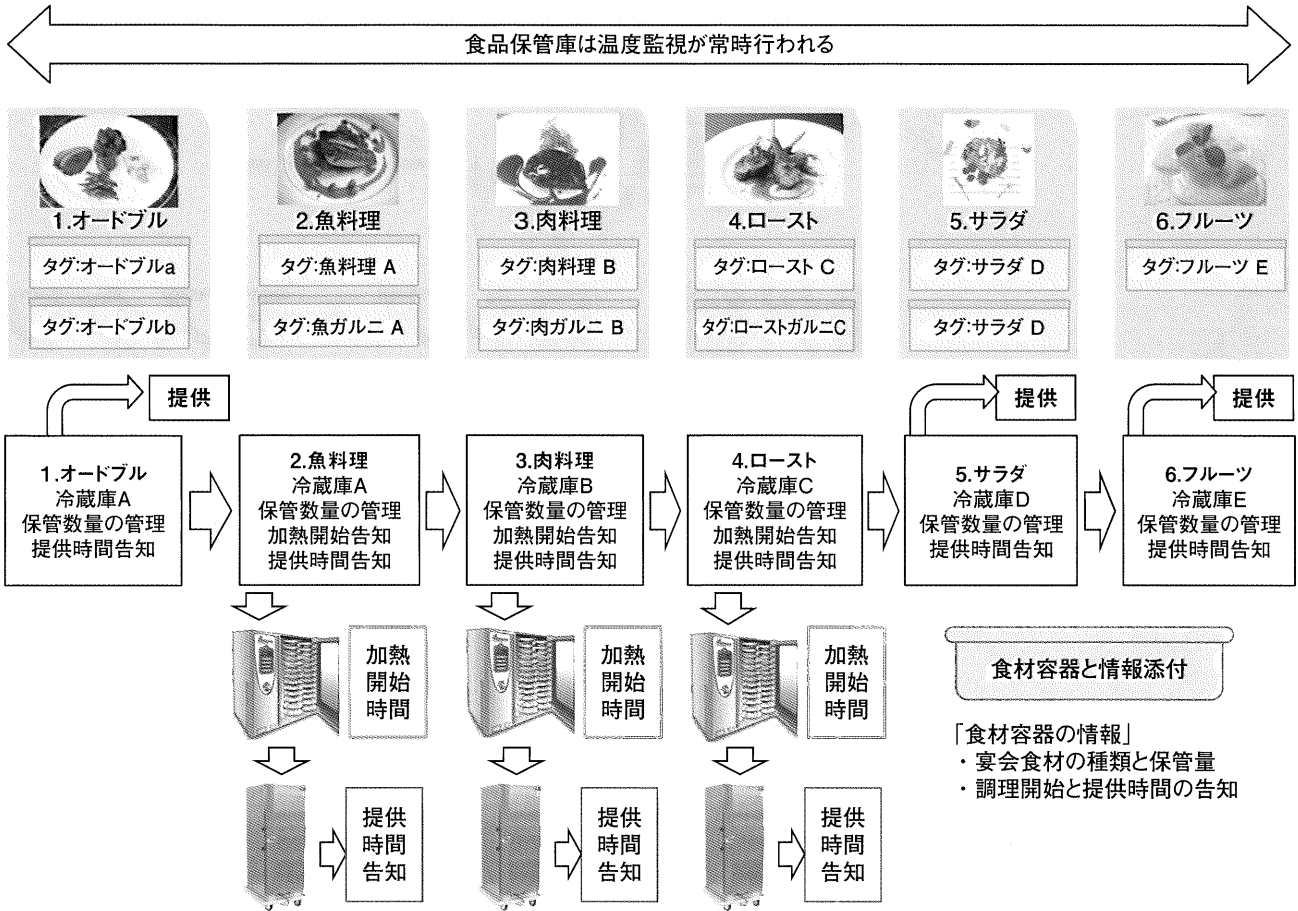 食品保管庫は温度監視が常時行われる
1.オードブル
タグ:オードブルa
タグ:オードブルb
2.魚料理
タグ:魚料理 A
タグ:魚ガルニ A
3.肉料理
タグ:肉料理 B
タグ:肉ガルニ B
4.ロースト
タグ:ロースト C
タグ:ローストガルニC
5.サラダ
タグ:サラダ D
タグ:サラダ D
6.フルーツ
タグ:フルーツ E
提供
提供
提供
1.オードブル
冷蔵庫A
保管数量の管理
提供時間告知
2.魚料理
冷蔵庫A
保管数量の管理
加熱開始告知
提供時間告知
3.肉料理
冷蔵庫B
保管数量の管理
加熱開始告知
提供時間告知
4.ロースト
冷蔵庫C
保管数量の管理
加熱開始告知
提供時間告知
5.サラダ
冷蔵庫D
保管数量の管理
提供時間告知
6.フルーツ
冷蔵庫E
保管数量の管理
提供時間告知
加熱
開始
時間
加熱
開始
時間
加熱
開始
時間
提供
時間
告知
提供
時間
告知
提供
時間
告知
食材容器と情報添付
「食材容器の情報」
・宴会食材の種類と保管量
・調理開始と提供時間の告知